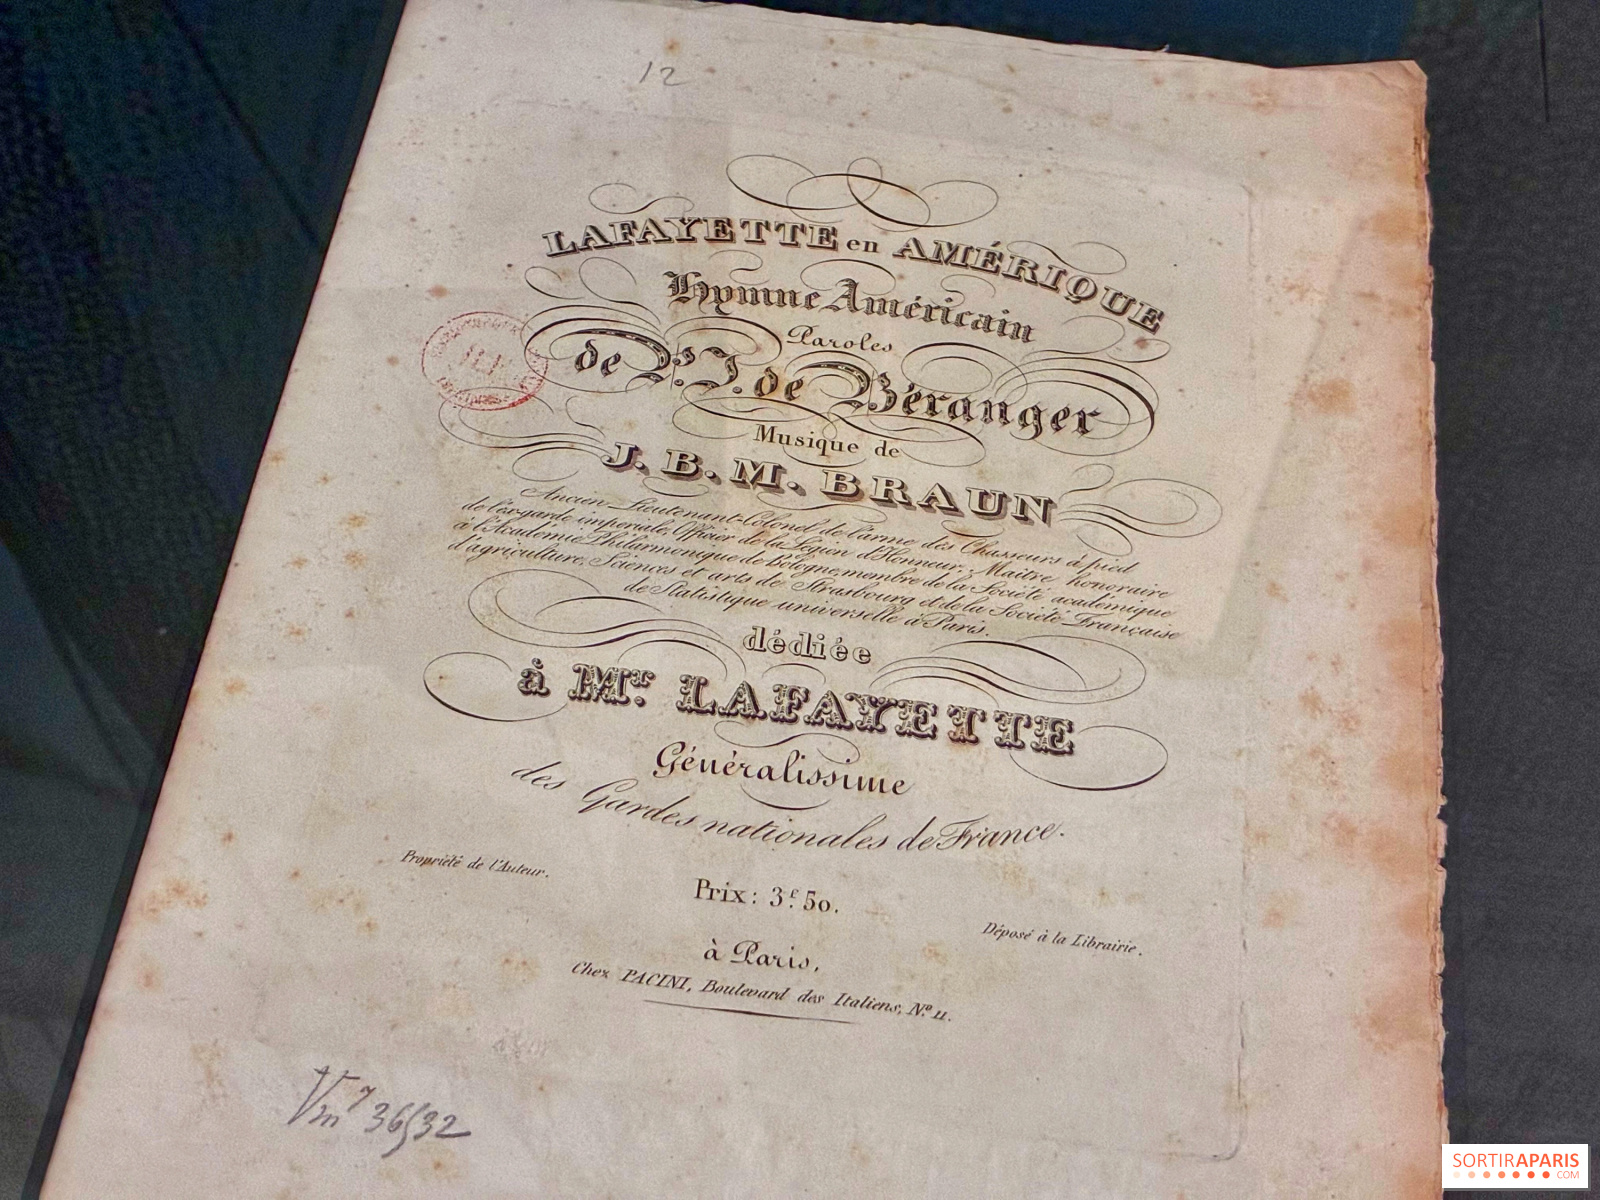 12
LAFAYETTE en AMÉRIQUE
Hymne Américain
Paroles
de P. J. de Béranger
Musique de
J. B. M. BRAUN
Ancien Lieutenant-Colonel de l'arme des Chasseurs à pied
de l'ex-garde impériale, Officier de la Légion d'Honneur, Maître honoraire
à l'Académie Philarmonique de Bologne, membre de la Société académique
d'agriculture, Sciences et arts de Strasbourg et de la Société Française
de Statistique universelle à Paris.
dédiée
à Mr. LAFAYETTE
Généralissime
des Gardes nationales de France.
Propriété de l'Auteur.
Prix: 3f. 50.
Déposé à la Librairie.
à Paris,
Chez PACINI, Boulevard des Italiens, No. 11.
Vm7
SORTIRAPARIS
.COM